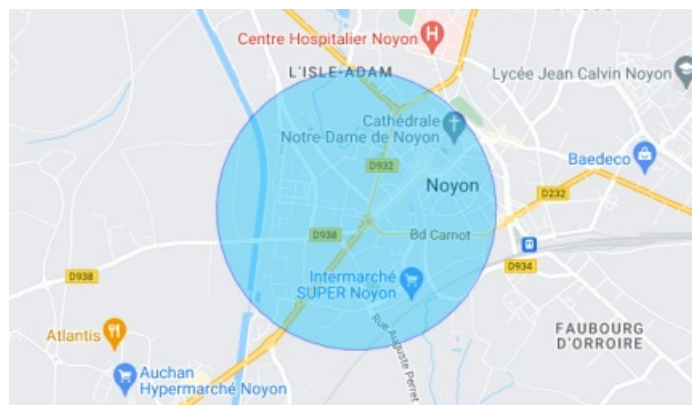 Centre Hospitalier Noyon
L'ISLE-ADAM
Lycée Jean Calvin Noyon
Cathédrale
Notre-Dame de Noyon
Baedeco
D932
Noyon
D232
D938
Bd Carnot
D938
D934
Intermarché
SUPER Noyon
Rue Auguste Perret
Atlantis
FAUBOURG
D'ORROIRE
Auchan
Hypermarché Noyon